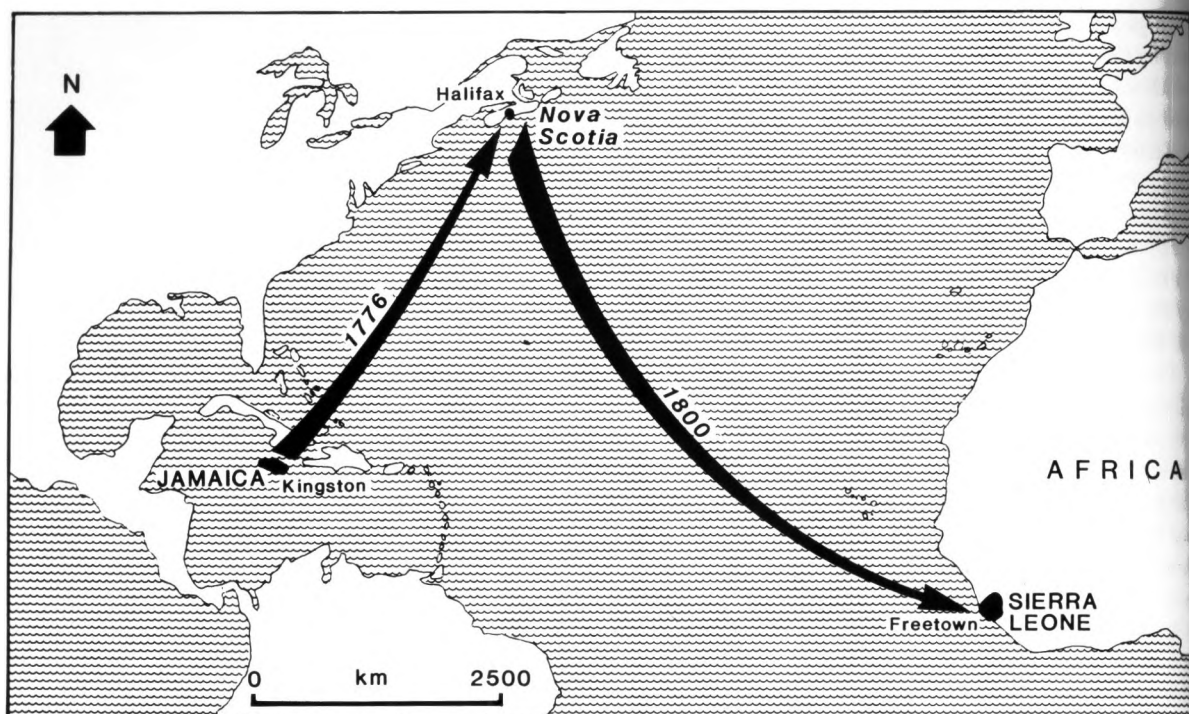 N
Halifax
Nova
Scotia
1776
1800
JAMAICA
Kingston
AFRICA
SIERRA
LEONE
Freetown
0 km 2500